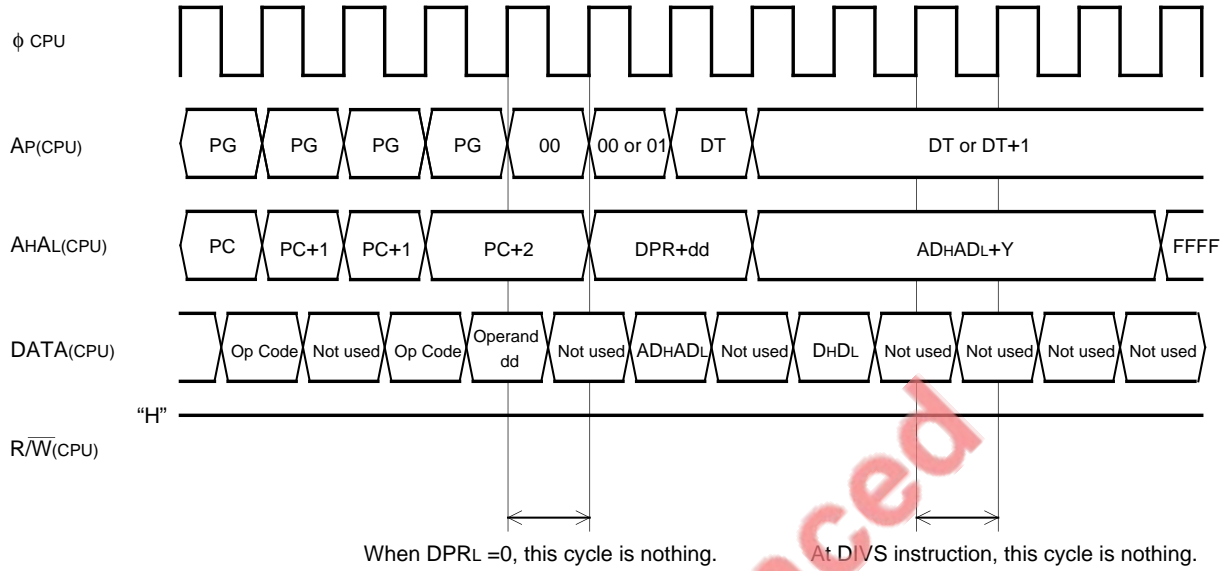 ϕ CPU
AP(CPU) PG PG PG PG 00 00 or 01 DT DT or DT+1
AHAL(CPU) PC PC+1 PC+1 PC+2 DPR+dd ADHADL+Y FFFF
DATA(CPU) Op Code Not used Op Code Operand dd Not used ADHADL Not used DHDL Not used Not used Not used Not used
“H”
R/W̅(CPU)
When DPRL =0, this cycle is nothing. At DIVS instruction, this cycle is nothing.